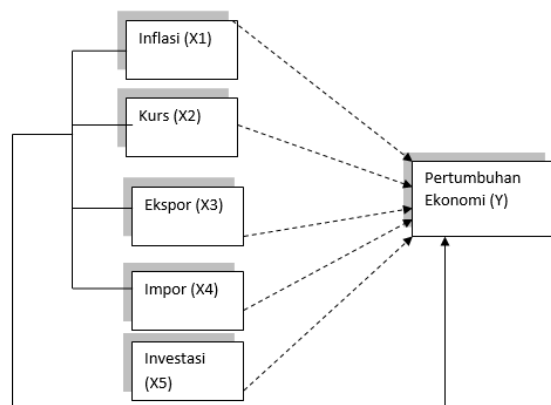 Inflasi (X1)
Kurs (X2)
Pertumbuhan
Ekonomi (Y)
Ekspor (X3)
Impor (X4)
Investasi
(X5)